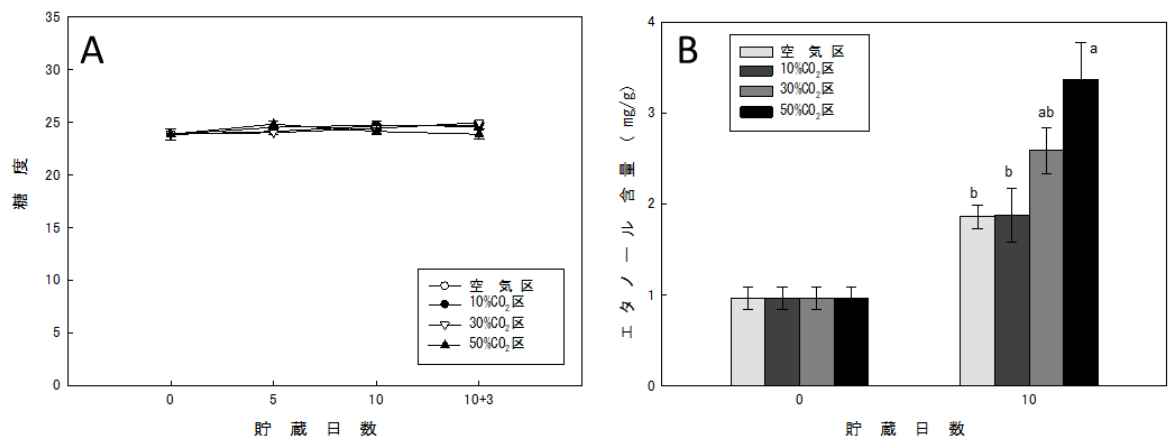 A
35
30
25
20
15
10
5
0
糖 度
空 気 区
10%CO₂区
30%CO₂区
50%CO₂区
0 5 10 10+3
貯 蔵 日 数
B
4
3
2
1
0
エ タ ノ ー ル 含 量 ( mg/g)
空 気 区
10%CO₂区
30%CO₂区
50%CO₂区
b b ab a
0 10
貯 蔵 日 数